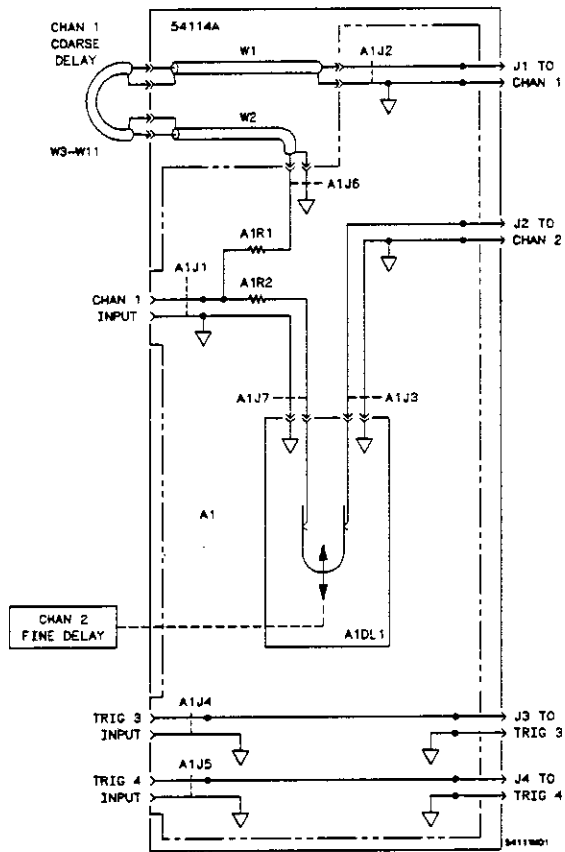 CHAN 1
COARSE
DELAY
54114A
W1
A1J2
J1 TO
CHAN 1
W2
W3-W11
A1J6
J2 TO
CHAN 2
A1R1
A1J1
A1R2
CHAN 1
INPUT
A1J7
A1J3
A1
CHAN 2
FINE DELAY
A1DL1
TRIG 3
INPUT
A1J4
J3 TO
TRIG 3
A1J5
TRIG 4
INPUT
J4 TO
TRIG 4